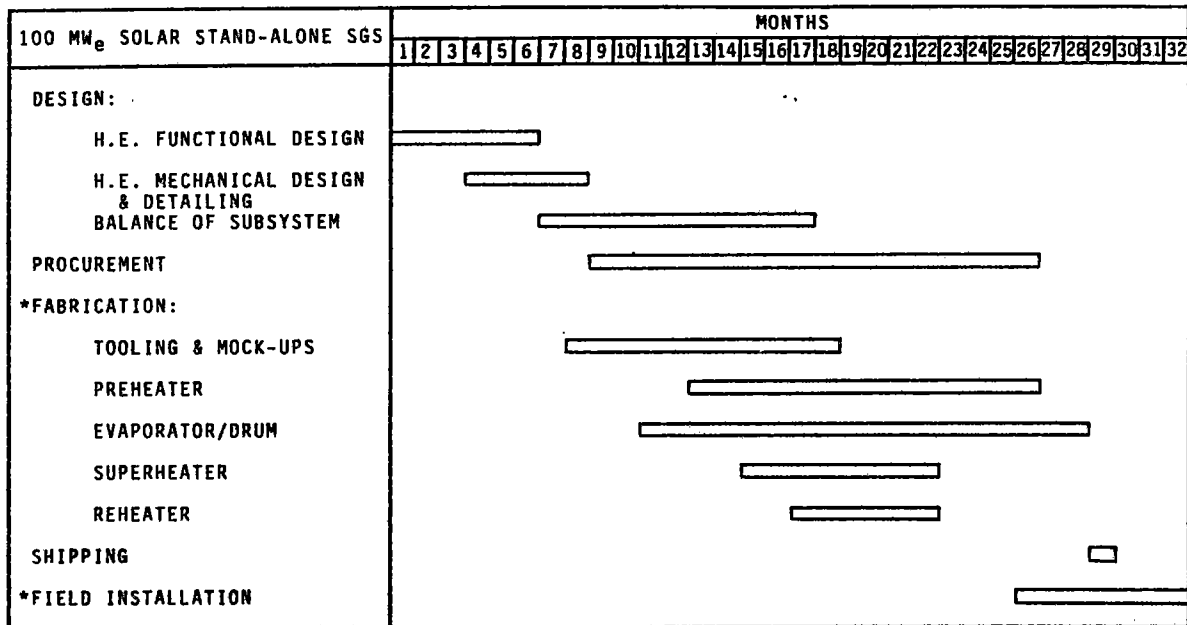 100 MWe SOLAR STAND-ALONE SGS
MONTHS
1 2 3 4 5 6 7 8 9 10 11 12 13 14 15 16 17 18 19 20 21 22 23 24 25 26 27 28 29 30 31 32
DESIGN:
H.E. FUNCTIONAL DESIGN
H.E. MECHANICAL DESIGN
& DETAILING
BALANCE OF SUBSYSTEM
PROCUREMENT
*FABRICATION:
TOOLING & MOCK-UPS
PREHEATER
EVAPORATOR/DRUM
SUPERHEATER
REHEATER
SHIPPING
*FIELD INSTALLATION